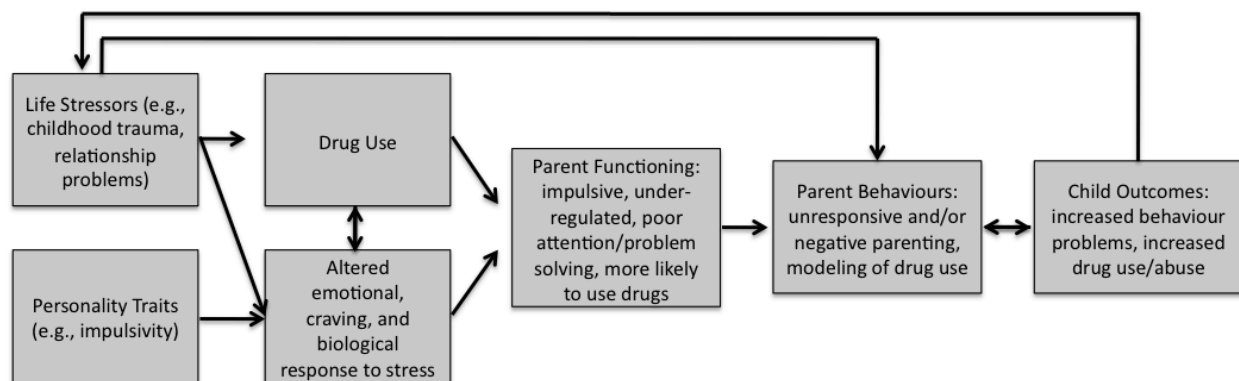 Life Stressors (e.g.,
childhood trauma,
relationship
problems)
Drug Use
Parent Functioning:
impulsive, under-
regulated, poor
attention/problem
solving, more likely
to use drugs
Parent Behaviours:
unresponsive and/or
negative parenting,
modeling of drug use
Child Outcomes:
increased behaviour
problems, increased
drug use/abuse
Personality Traits
(e.g., impulsivity)
Altered
emotional,
craving, and
biological
response to stress